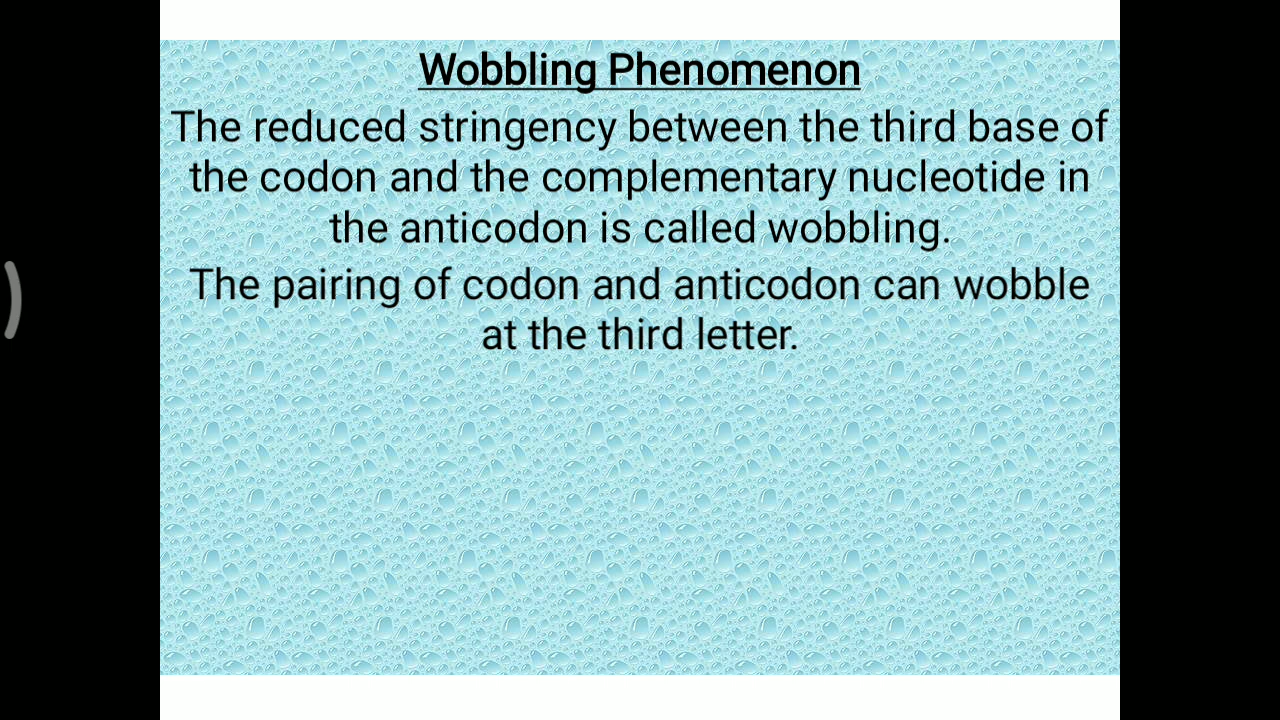 Wobbling Phenomenon
The reduced stringency between the third base of
the codon and the complementary nucleotide in
the anticodon is called wobbling.
The pairing of codon and anticodon can wobble
at the third letter.